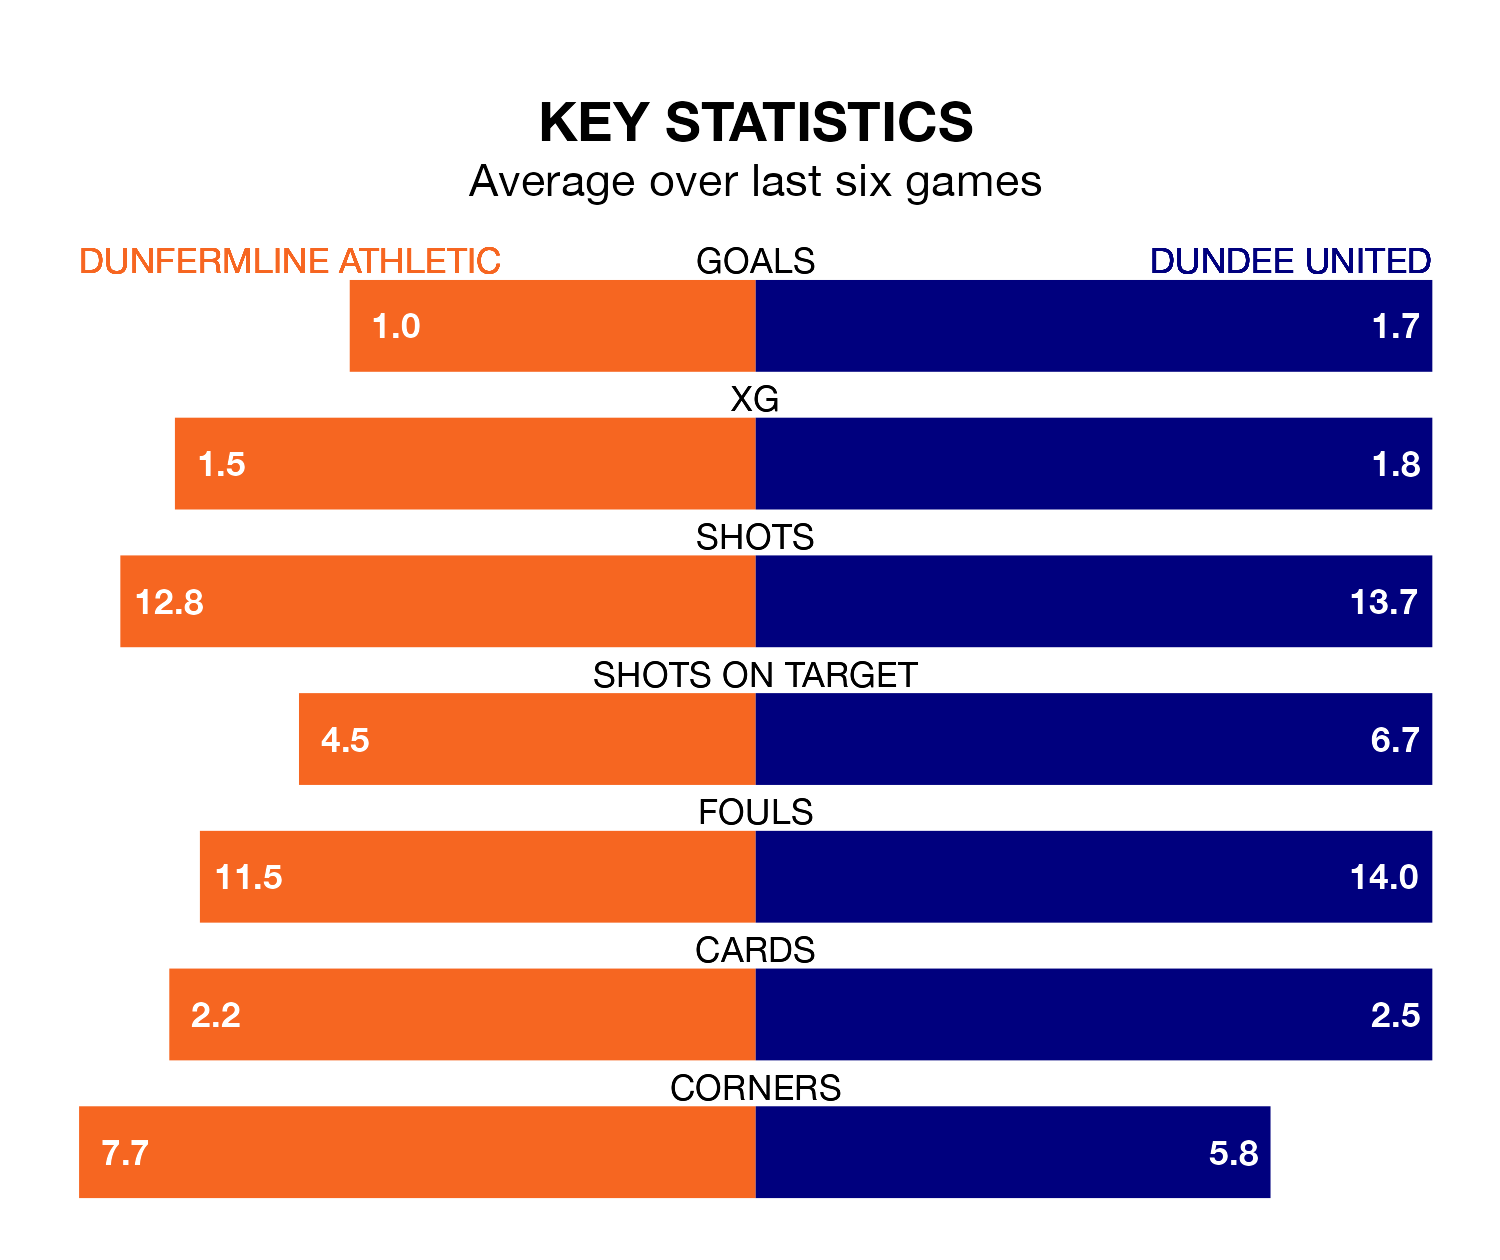 KEY STATISTICS
Average over last six games
DUNFERMLINE ATHLETIC GOALS DUNDEE UNITED
1.0 1.7
XG
1.5 1.8
SHOTS
12.8 13.7
SHOTS ON TARGET
4.5 6.7
FOULS
11.5 14.0
CARDS
2.2 2.5
CORNERS
7.7 5.8